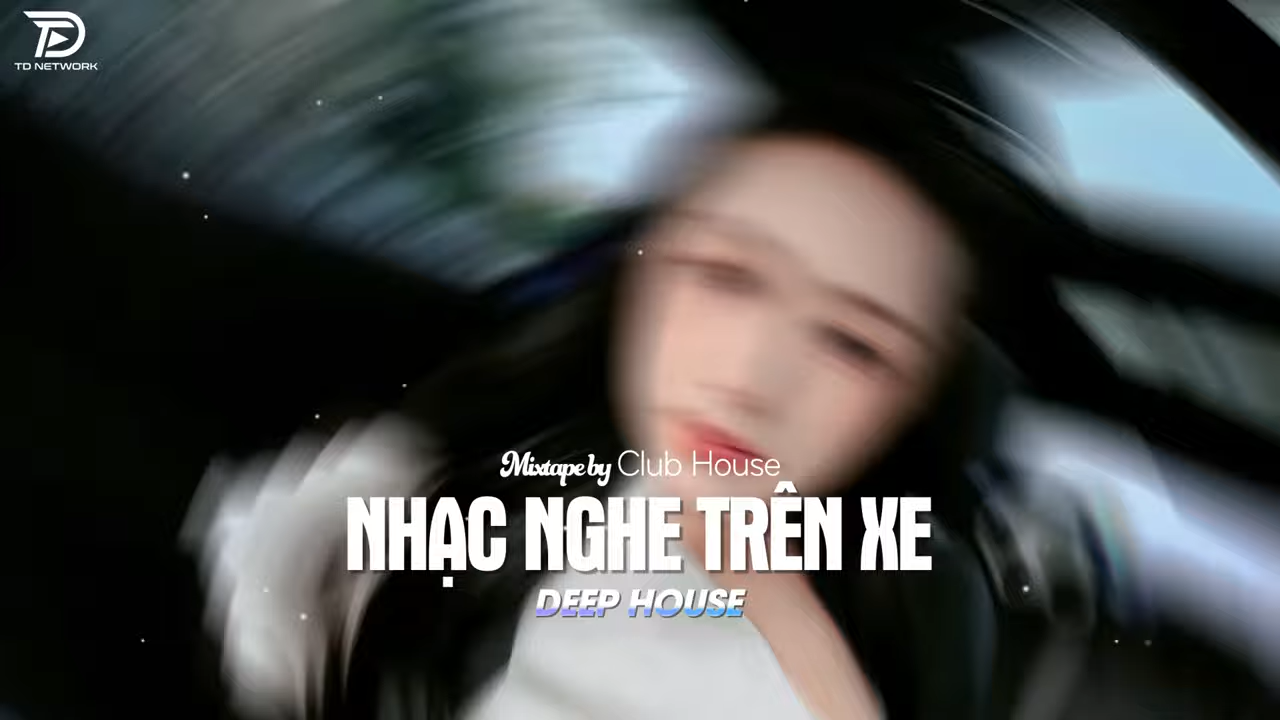 TD NETWORK
Mixtape by Club House
NHẠC NGHE TRÊN XE
DEEP HOUSE